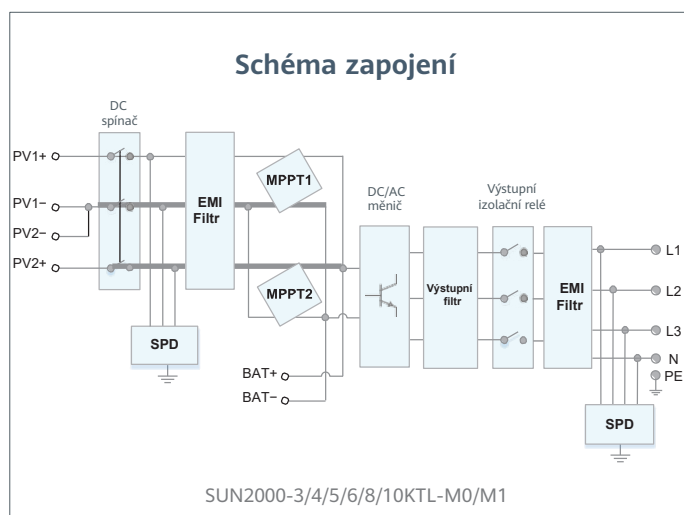 Schéma zapojení
DC
spínač
PV1+
PV1−
PV2−
PV2+
EMI
Filtr
MPPT1
MPPT2
SPD
BAT+
BAT−
DC/AC
měnič
Výstupní
filtr
Výstupní
izolační relé
EMI
Filtr
L1
L2
L3
N
PE
SPD
SUN2000-3/4/5/6/8/10KTL-M0/M1